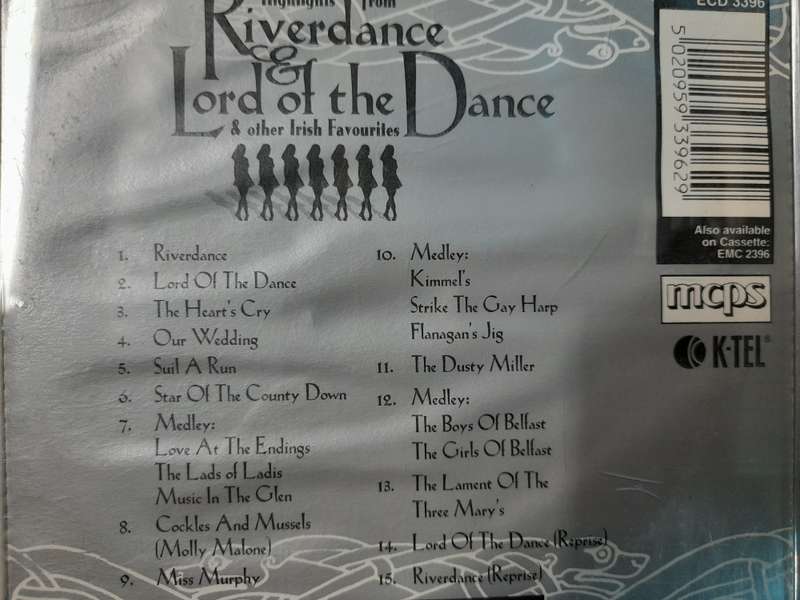 Highlights from
Riverdance
&
Lord of the Dance
& other Irish Favourites
1. Riverdance
2. Lord Of The Dance
3. The Heart's Cry
4. Our Wedding
5. Suil A Run
6. Star Of The County Down
7. Medley:
Love At The Endings
The Lads of Ladis
Music In The Glen
8. Cockles And Mussels
(Molly Malone)
9. Miss Murphy
10. Medley:
Kimmel's
Strike The Gay Harp
Flanagan's Jig
11. The Dusty Miller
12. Medley:
The Boys Of Belfast
The Girls Of Belfast
13. The Lament Of The
Three Mary's
14. Lord Of The Dance (Reprise)
15. Riverdance (Reprise)
ECD 3396
5 020959 339629
Also available
on Cassette:
EMC 2396
mcps
K-TEL®